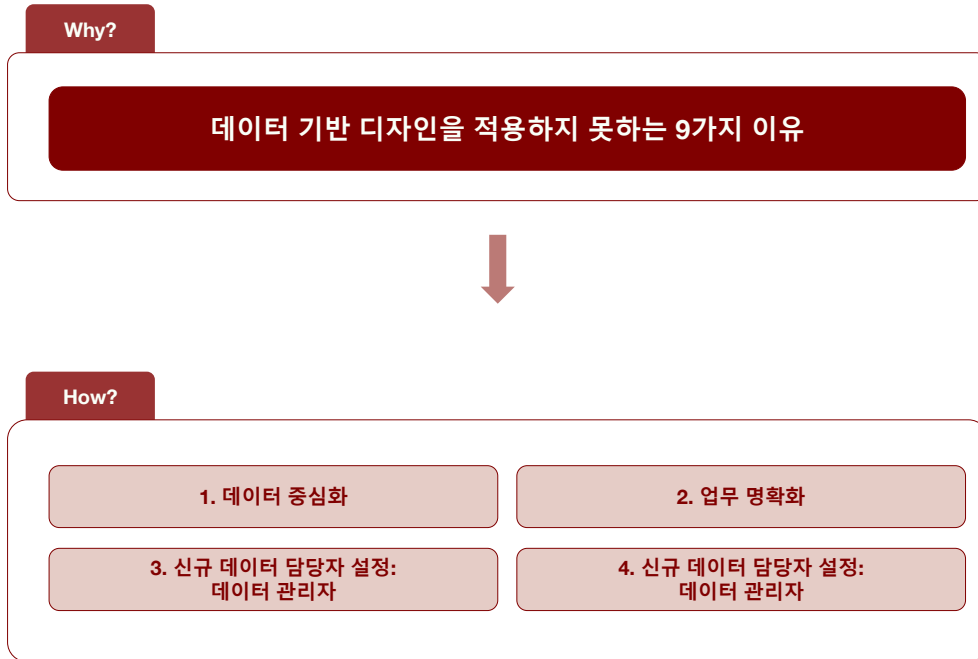 Why?
데이터 기반 디자인을 적용하지 못하는 9가지 이유
How?
1. 데이터 중심화
2. 업무 명확화
3. 신규 데이터 담당자 설정:
데이터 관리자
4. 신규 데이터 담당자 설정:
데이터 관리자